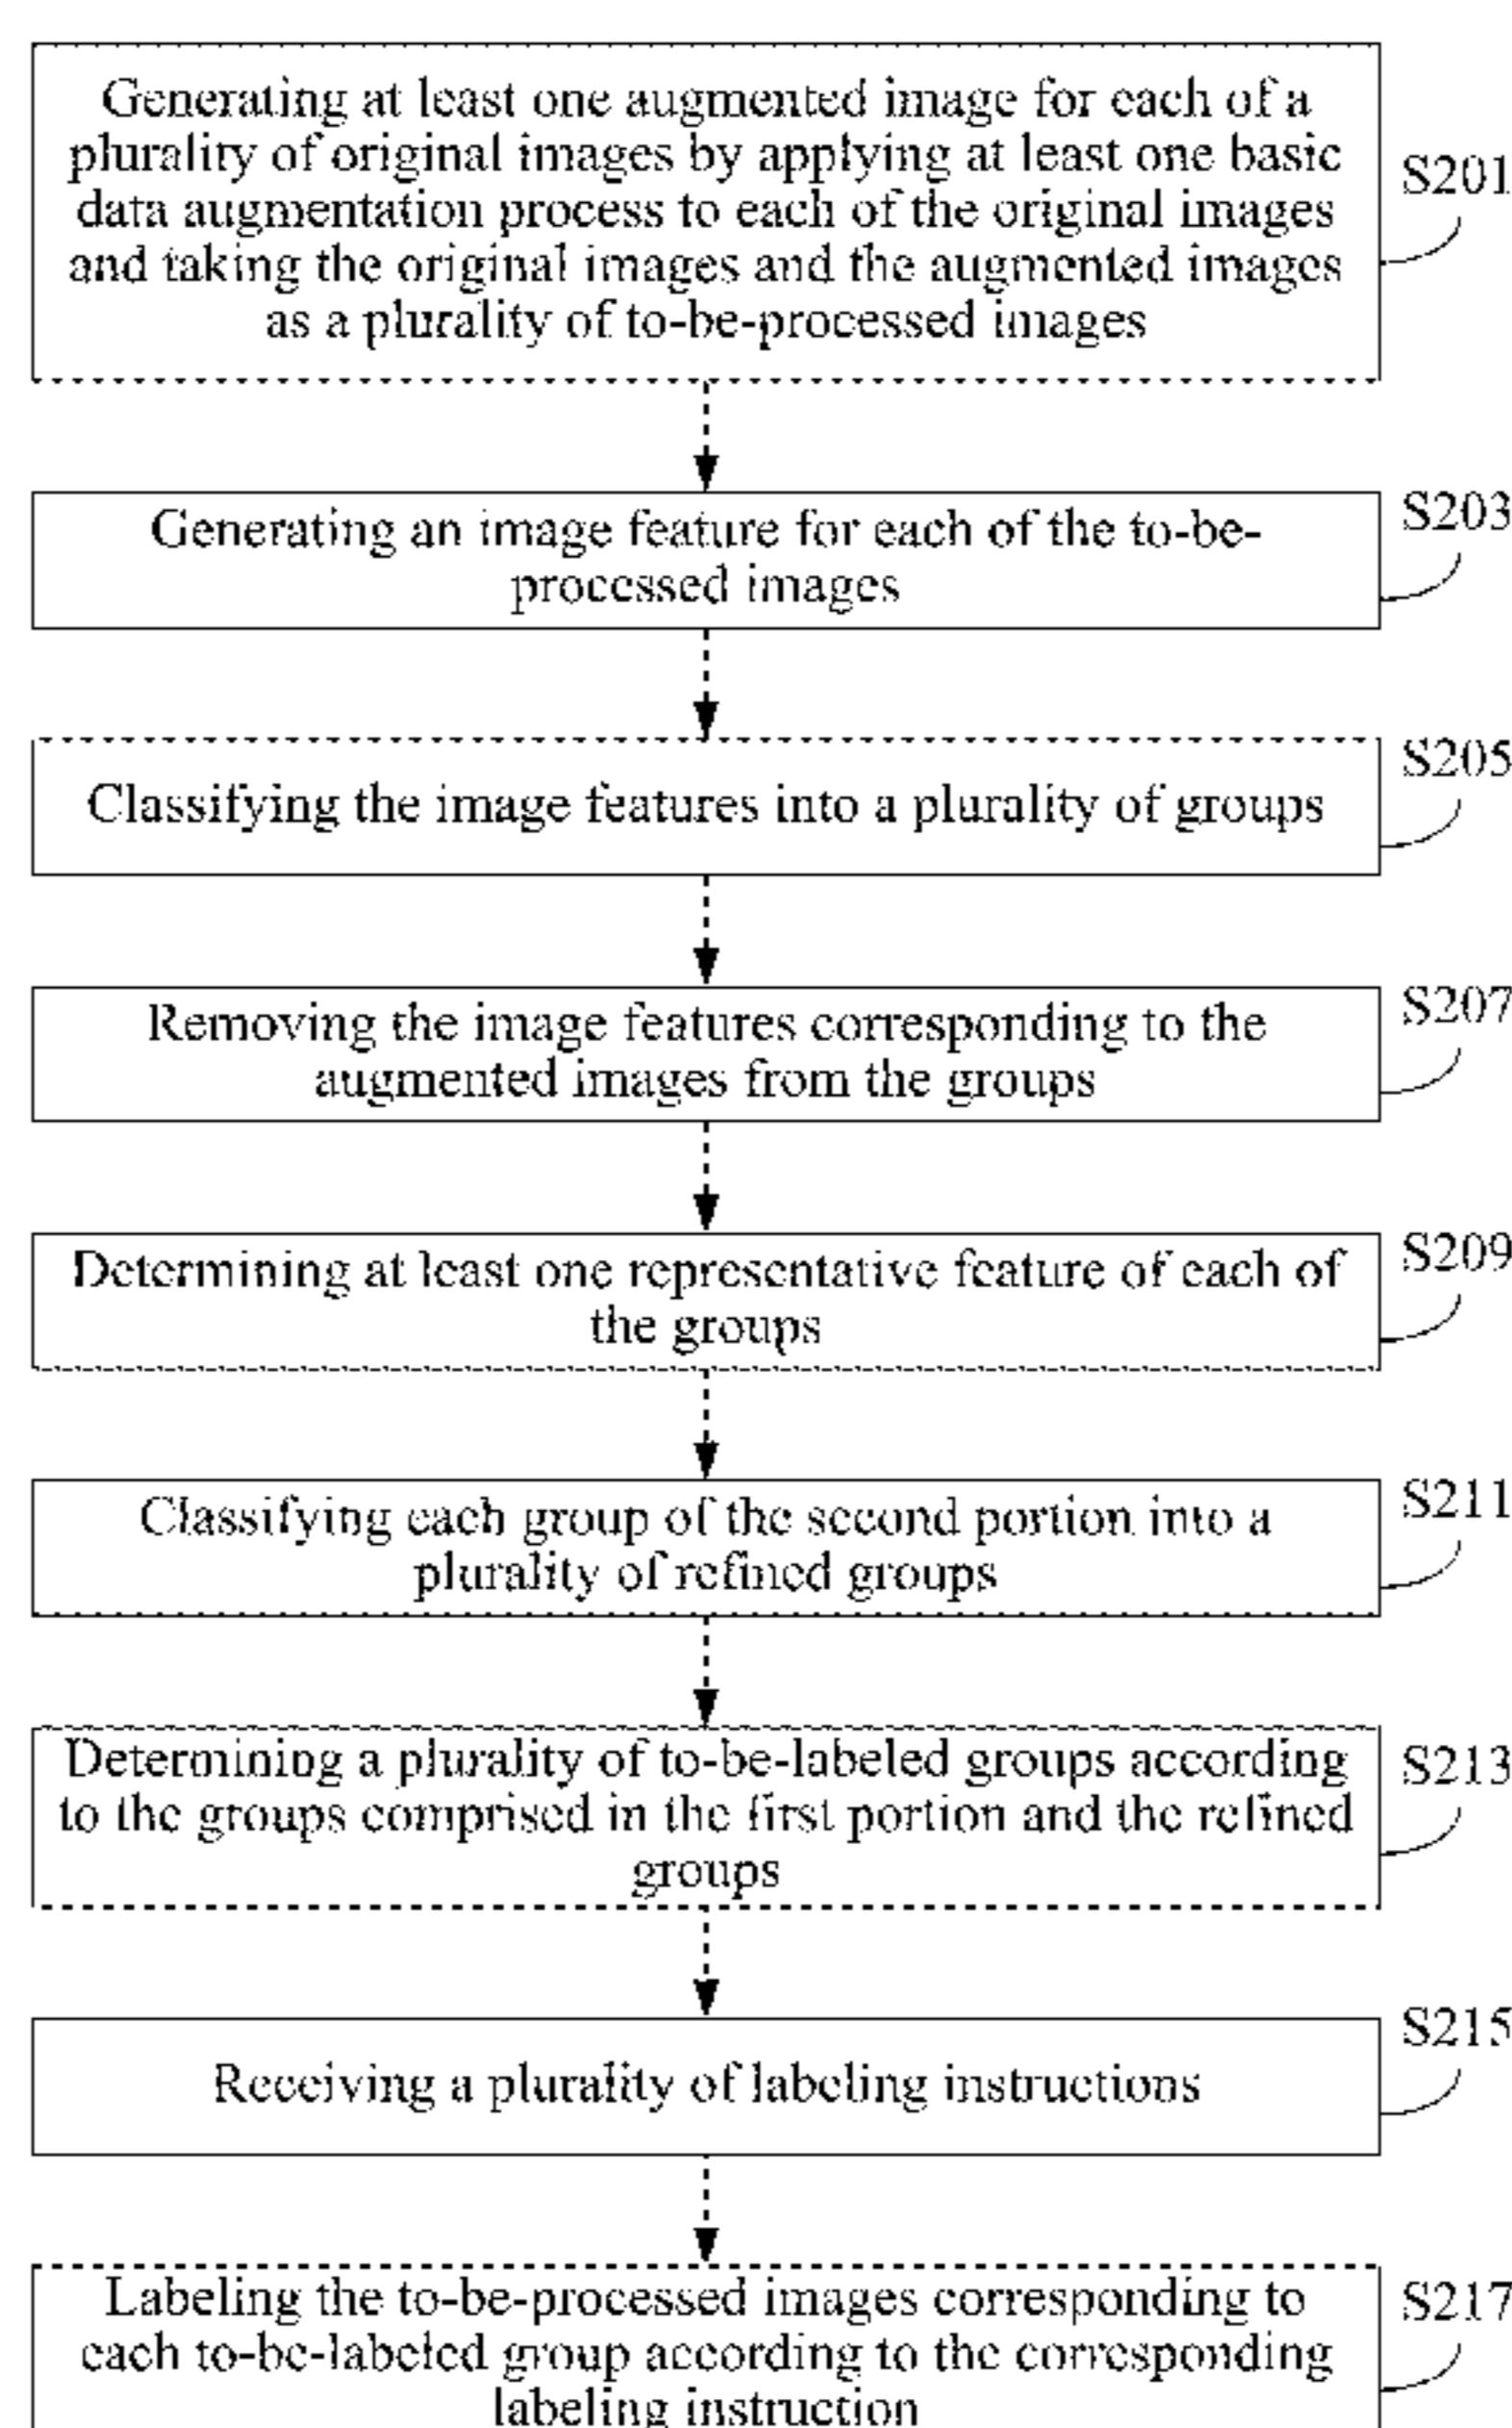 Generating at least one augmented image for each of a
plurality of original images by applying at least one basic
data augmentation process to each of the original images
and taking the original images and the augmented images
as a plurality of to-be-processed images
S201
Generating an image feature for each of the to-be-
processed images
S203
Classifying the image features into a plurality of groups
S205
Removing the image features corresponding to the
augmented images from the groups
S207
Determining at least one representative feature of each of
the groups
S209
Classifying each group of the second portion into a
plurality of refined groups
S211
Determining a plurality of to-be-labeled groups according
to the groups comprised in the first portion and the refined
groups
S213
Receiving a plurality of labeling instructions
S215
Labeling the to-be-processed images corresponding to
each to-be-labeled group according to the corresponding
labeling instruction
S217